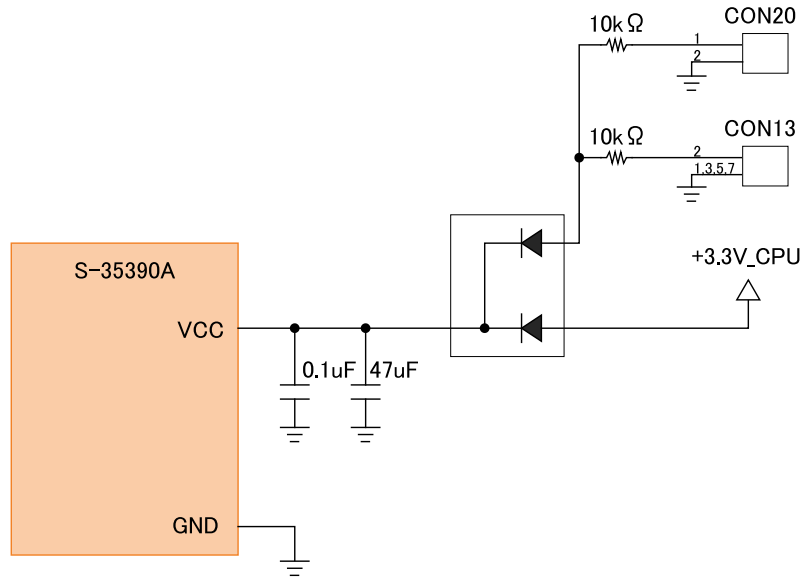 CON20
10kΩ
1
2
CON13
10kΩ
2
1.3.5.7
+3.3V_CPU
S-35390A
VCC
0.1uF
47uF
GND